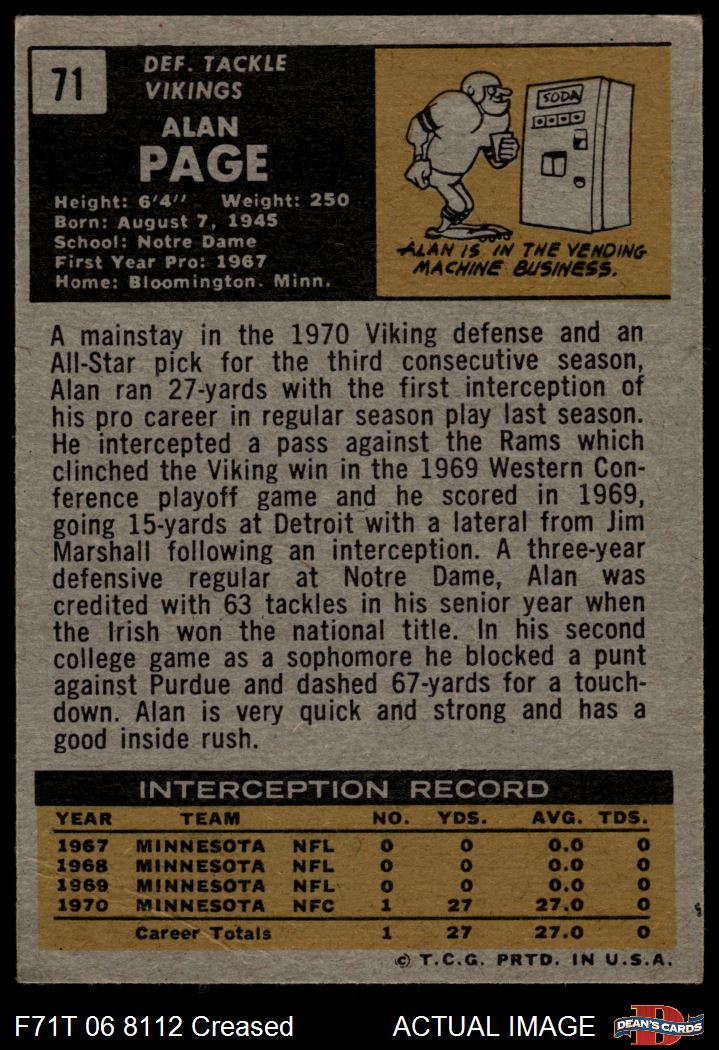 71
DEF. TACKLE
VIKINGS
ALAN
PAGE
Height: 6'4" Weight: 250
Born: August 7, 1945
School: Notre Dame
First Year Pro: 1967
Home: Bloomington. Minn.
SODA
ALAN IS IN THE VENDING
MACHINE BUSINESS.
A mainstay in the 1970 Viking defense and an
All-Star pick for the third consecutive season,
Alan ran 27-yards with the first interception of
his pro career in regular season play last season.
He intercepted a pass against the Rams which
clinched the Viking win in the 1969 Western Con-
ference playoff game and he scored in 1969,
going 15-yards at Detroit with a lateral from Jim
Marshall following an interception. A three-year
defensive regular at Notre Dame, Alan was
credited with 63 tackles in his senior year when
the Irish won the national title. In his second
college game as a sophomore he blocked a punt
against Purdue and dashed 67-yards for a touch-
down. Alan is very quick and strong and has a
good inside rush.
INTERCEPTION RECORD
YEAR TEAM NO. YDS. AVG. TDS.
1967 MINNESOTA NFL 0 0 0.0 0
1968 MINNESOTA NFL 0 0 0.0 0
1969 MINNESOTA NFL 0 0 0.0 0
1970 MINNESOTA NFC 1 27 27.0 0
Career Totals 1 27 27.0 0
© T.C.G. PRTD. IN U.S.A.
F71T 06 8112 Creased ACTUAL IMAGE
D
DEAN'S CARDS